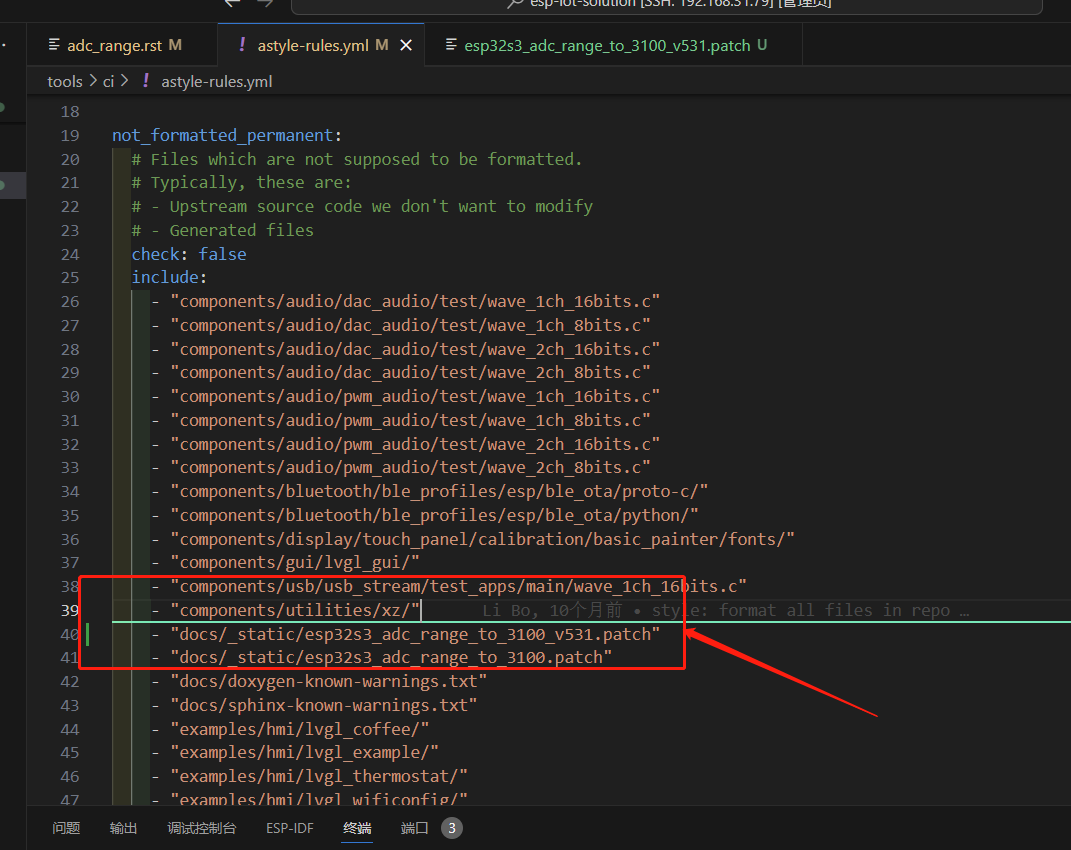 esp-iot-solution [SSH: 192.168.31.79] [管理员]
adc_range.rst M
! astyle-rules.yml M
esp32s3_adc_range_to_3100_v531.patch U
tools > ci > ! astyle-rules.yml
18
19 not_formatted_permanent:
20 # Files which are not supposed to be formatted.
21 # Typically, these are:
22 # - Upstream source code we don't want to modify
23 # - Generated files
24 check: false
25 include:
26 - "components/audio/dac_audio/test/wave_1ch_16bits.c"
27 - "components/audio/dac_audio/test/wave_1ch_8bits.c"
28 - "components/audio/dac_audio/test/wave_2ch_16bits.c"
29 - "components/audio/dac_audio/test/wave_2ch_8bits.c"
30 - "components/audio/pwm_audio/test/wave_1ch_16bits.c"
31 - "components/audio/pwm_audio/test/wave_1ch_8bits.c"
32 - "components/audio/pwm_audio/test/wave_2ch_16bits.c"
33 - "components/audio/pwm_audio/test/wave_2ch_8bits.c"
34 - "components/bluetooth/ble_profiles/esp/ble_ota/proto-c/"
35 - "components/bluetooth/ble_profiles/esp/ble_ota/python/"
36 - "components/display/touch_panel/calibration/basic_painter/fonts/"
37 - "components/gui/lvgl_gui/"
38 - "components/usb/usb_stream/test_apps/main/wave_1ch_16bits.c"
39 - "components/utilities/xz/" Li Bo, 10个月前 • style: format all files in repo …
40 - "docs/_static/esp32s3_adc_range_to_3100_v531.patch"
41 - "docs/_static/esp32s3_adc_range_to_3100.patch"
42 - "docs/doxygen-known-warnings.txt"
43 - "docs/sphinx-known-warnings.txt"
44 - "examples/hmi/lvgl_coffee/"
45 - "examples/hmi/lvgl_example/"
46 - "examples/hmi/lvgl_thermostat/"
47 - "examples/hmi/lvgl_wificonfig/"
问题 输出 调试控制台 ESP-IDF 终端 端口 3